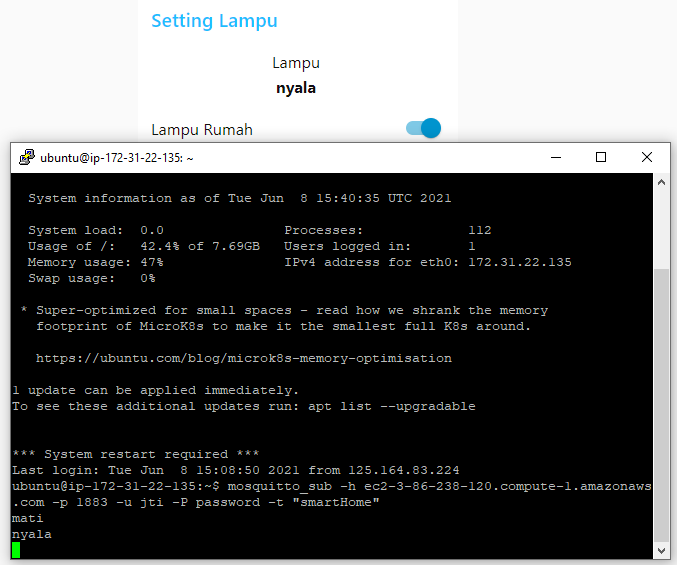 Setting Lampu
Lampu
nyala
Lampu Rumah
ubuntu@ip-172-31-22-135: ~
System information as of Tue Jun  8 15:40:35 UTC 2021
System load:  0.0               Processes:             112
Usage of /:   42.4% of 7.69GB   Users logged in:       1
Memory usage: 47%               IPv4 address for eth0: 172.31.22.135
Swap usage:   0%
* Super-optimized for small spaces - read how we shrank the memory
footprint of MicroK8s to make it the smallest full K8s around.
https://ubuntu.com/blog/microk8s-memory-optimisation
1 update can be applied immediately.
To see these additional updates run: apt list --upgradable
*** System restart required ***
Last login: Tue Jun  8 15:08:50 2021 from 125.164.83.224
ubuntu@ip-172-31-22-135:~$ mosquitto_sub -h ec2-3-86-238-120.compute-1.amazonaws
.com -p 1883 -u jti -P password -t "smartHome"
mati
nyala